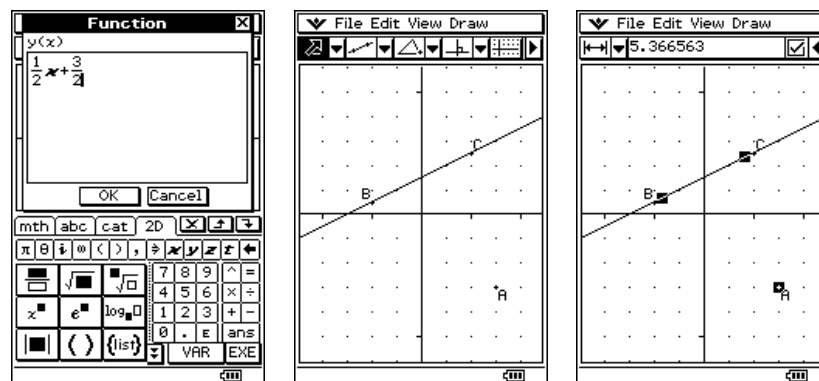 Function
y(x)
1/2 x+3/2
OK Cancel
mth abc cat 2D
π θ i ∞ ( ) , ⇒ x y z t ←
7 8 9 ^ =
4 5 6 × ÷
1 2 3 + −
0 . E ans
x■ e■ log■□
√■ ■√□
|■| ( ) {list}
VAR EXE
File Edit View Draw
B
C
A
File Edit View Draw
5.366563
B
C
A